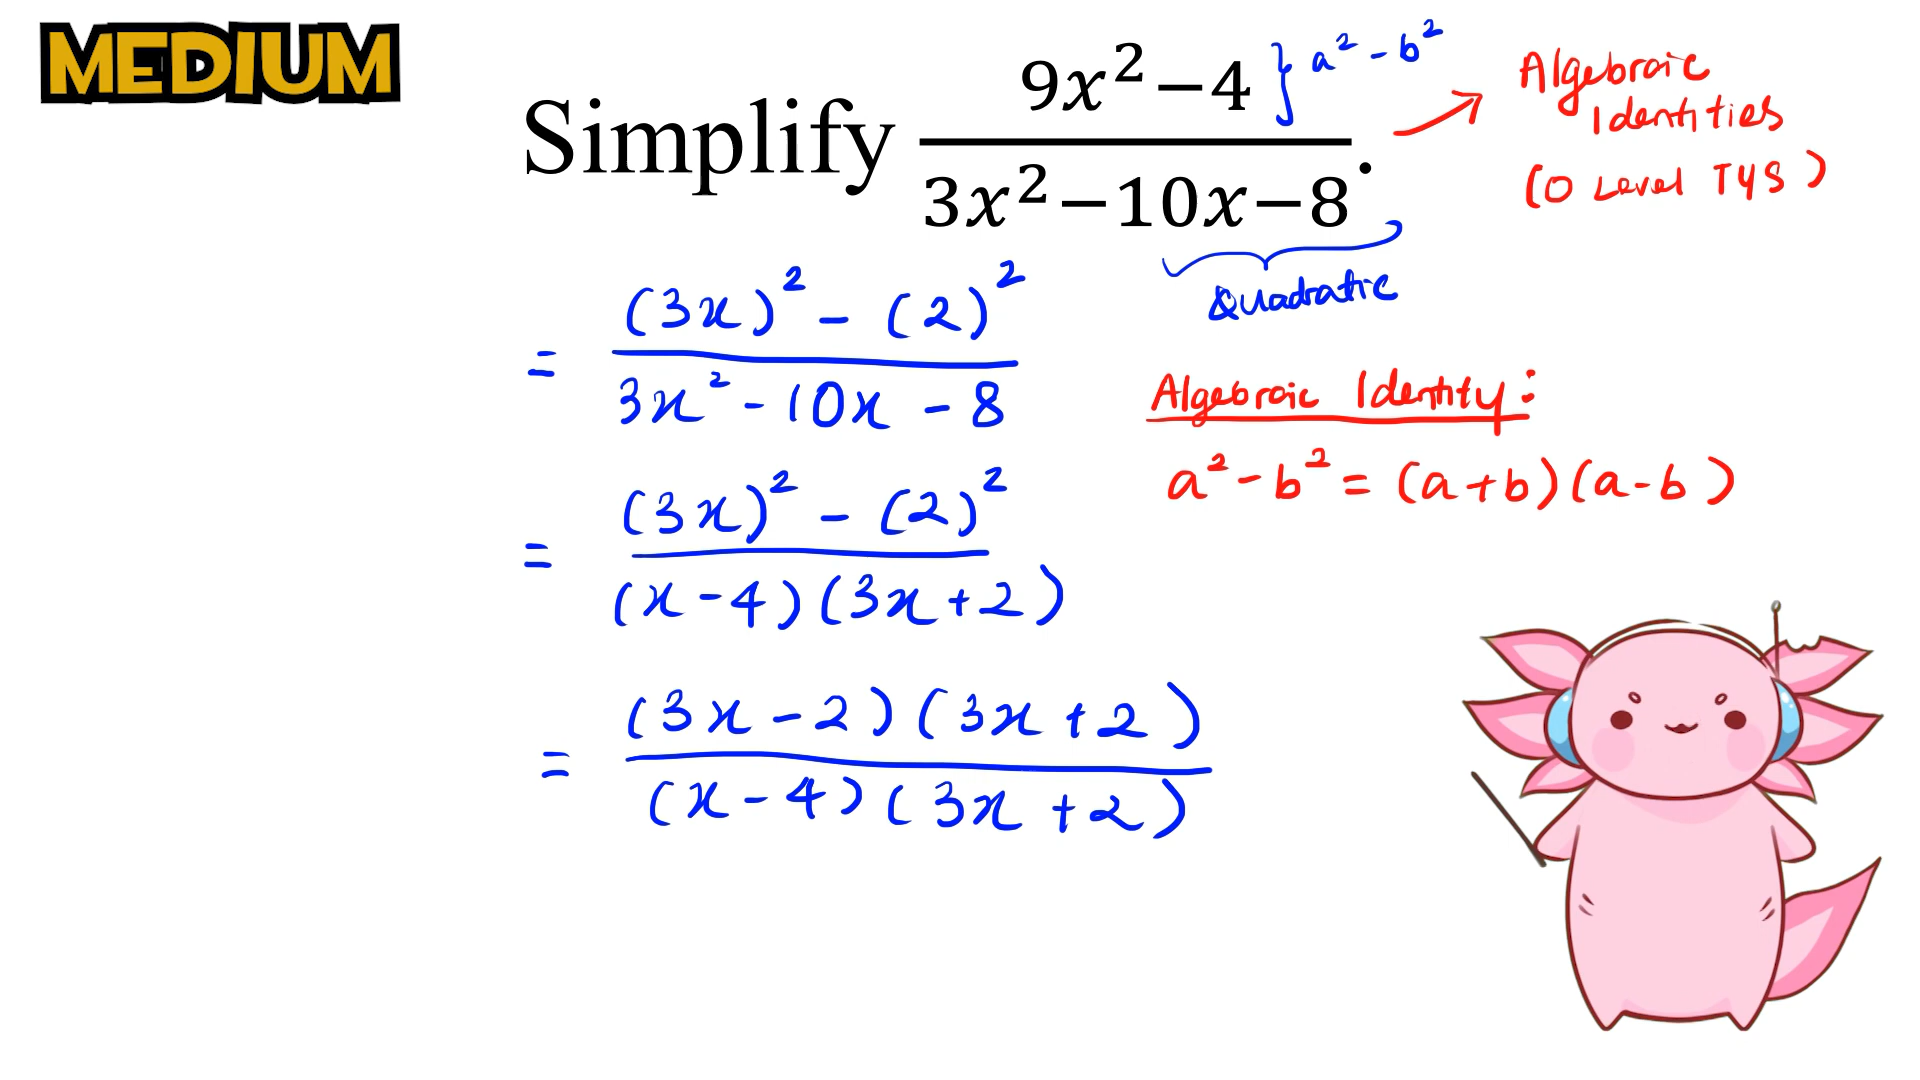 MEDIUM
Simplify (9x² − 4)/(3x² − 10x − 8).
} a² - b²
Algebraic
Identities
(O Level TYS)
Quadratic
= ((3x)² - (2)²)/(3x² - 10x - 8)
Algebraic Identity:
a² - b² = (a+b)(a-b)
= ((3x)² - (2)²)/((x-4)(3x+2))
= ((3x-2)(3x+2))/((x-4)(3x+2))